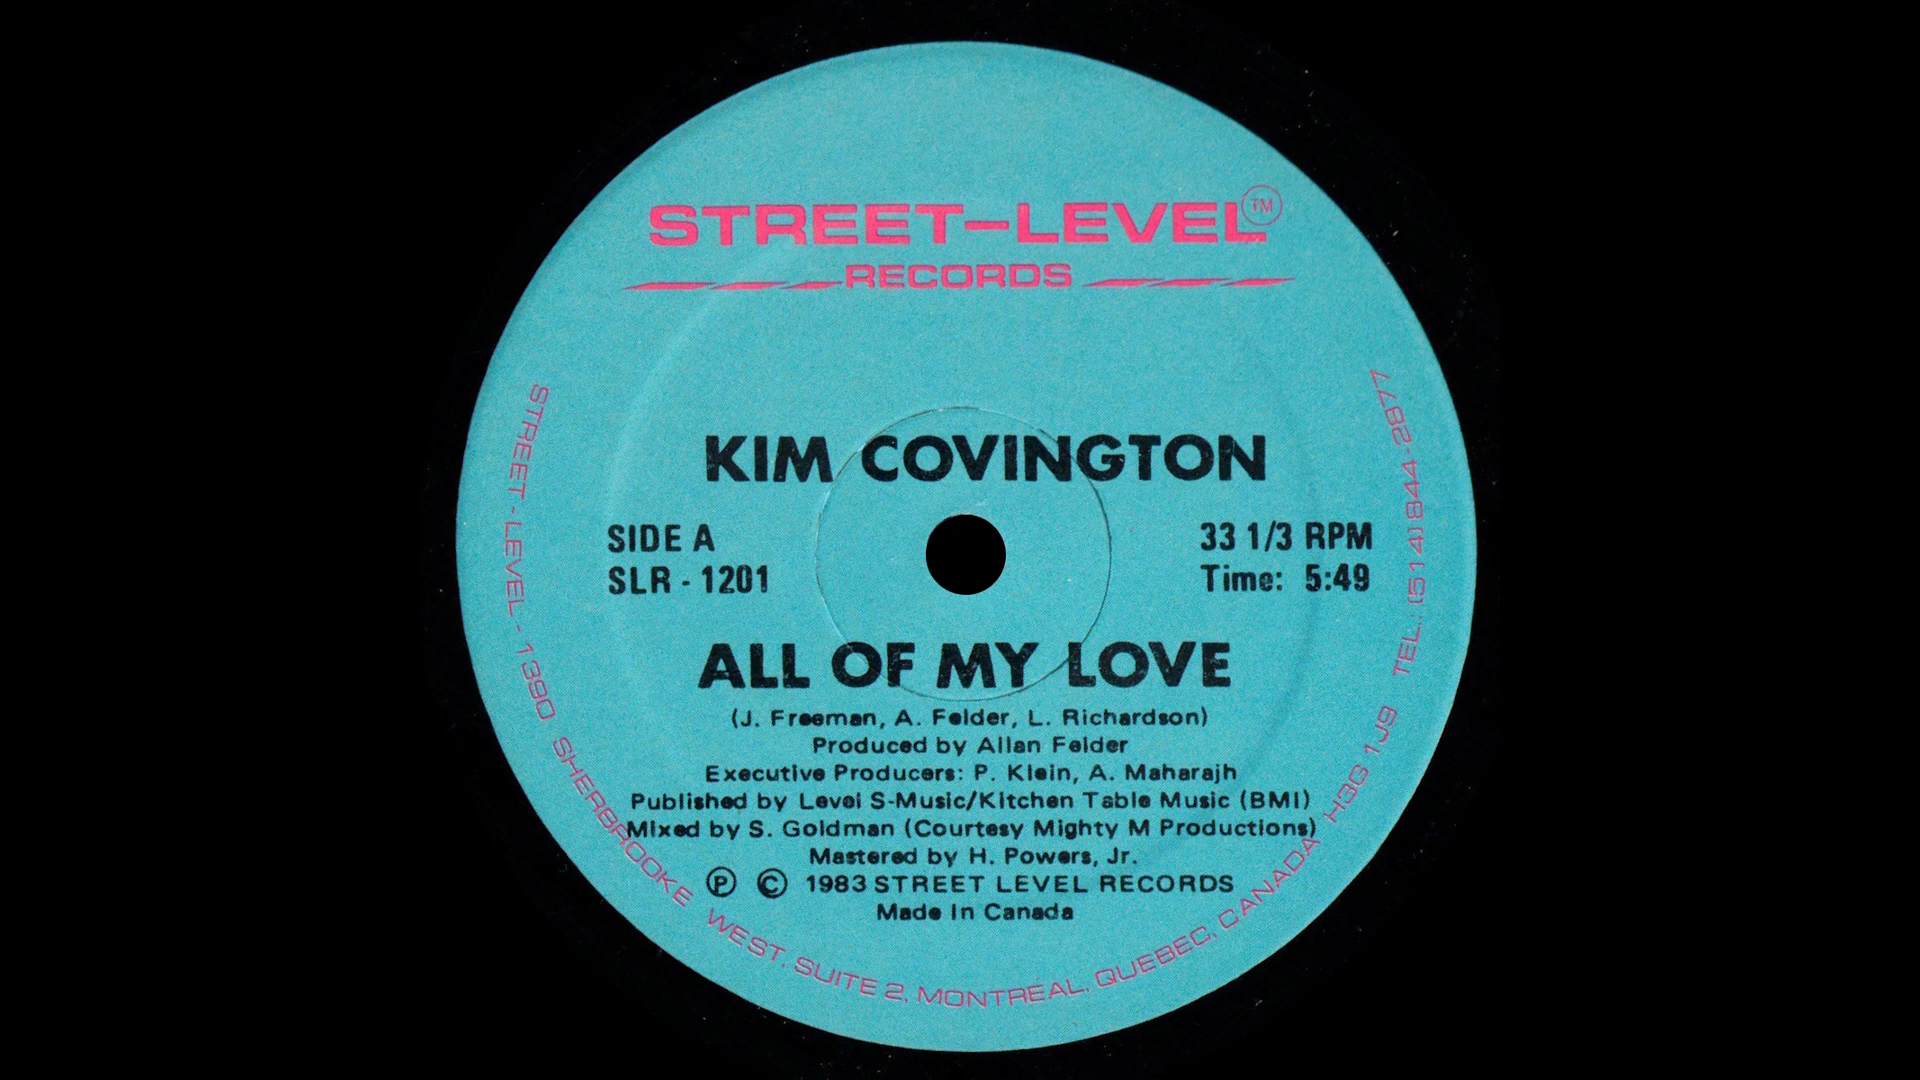 STREET-LEVEL TM
RECORDS
KIM COVINGTON
SIDE A
SLR - 1201
33 1/3 RPM
Time: 5:49
ALL OF MY LOVE
(J. Freeman, A. Felder, L. Richardson)
Produced by Allan Felder
Executive Producers: P. Klein, A. Maharajh
Published by Level S-Music/Kitchen Table Music (BMI)
Mixed by S. Goldman (Courtesy Mighty M Productions)
Mastered by H. Powers, Jr.
Ⓟ © 1983 STREET LEVEL RECORDS
Made In Canada
STREET - LEVEL - 1390 SHERBROOKE WEST, SUITE 2, MONTREAL, QUEBEC, CANADA H3G 1J9 TEL.: (514) 844-2877